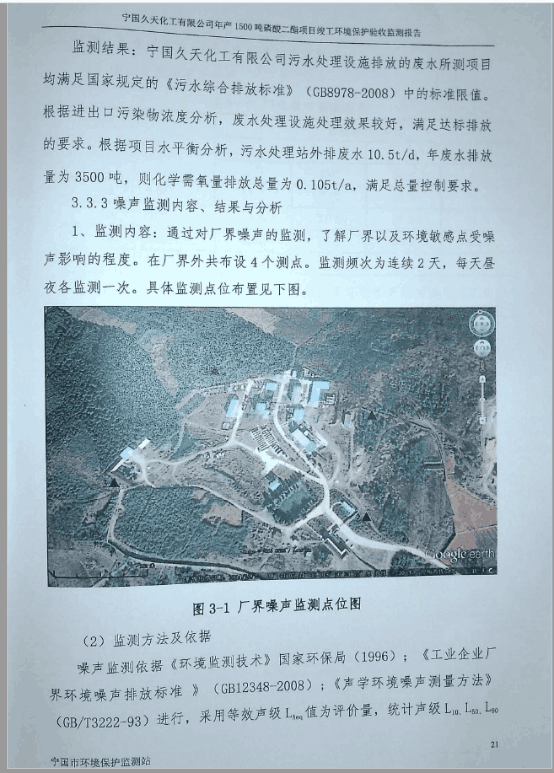 宁国久天化工有限公司年产1500吨磷酸二酯项目竣工环境保护验收监测报告
监测结果：宁国久天化工有限公司污水处理设施排放的废水所测项目
均满足国家规定的《污水综合排放标准》（GB8978-2008）中的标准限值。
根据进出口污染物浓度分析，废水处理设施处理效果较好，满足达标排放
的要求。根据项目水平衡分析，污水处理站外排废水10.5t/d，年废水排放
量为3500吨，则化学需氧量排放总量为0.105t/a，满足总量控制要求。
3.3.3 噪声监测内容、结果与分析
1、监测内容：通过对厂界噪声的监测，了解厂界以及环境敏感点受噪
声影响的程度。在厂界外共布设4个测点。监测频次为连续2天，每天昼
夜各监测一次。具体监测点位布置见下图。
Google earth
图 3-1 厂界噪声监测点位图
（2）监测方法及依据
噪声监测依据《环境监测技术》国家环保局（1996）；《工业企业厂
界环境噪声排放标准 》（GB12348-2008）；《声学环境噪声测量方法》
（GB/T3222-93）进行，采用等效声级Leq值为评价量，统计声级L10、L50、L90
21
宁国市环境保护监测站